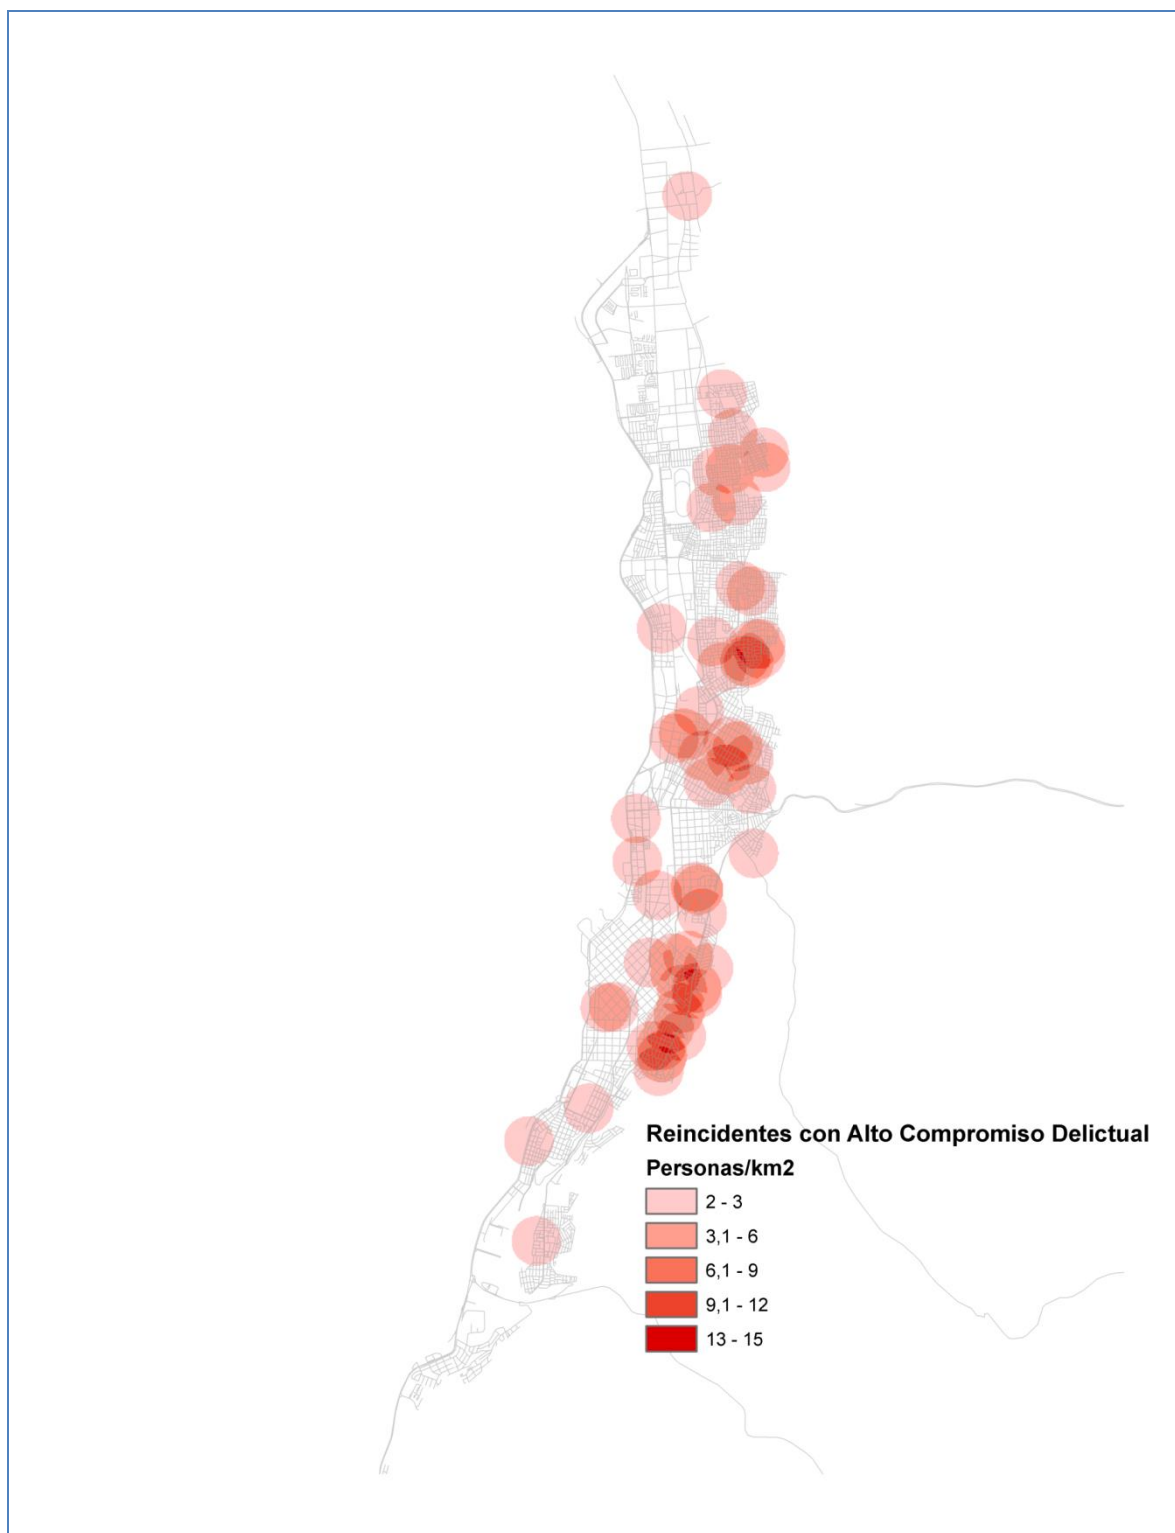 Reincidentes con Alto Compromiso Delictual
Personas/km2
2 - 3
3,1 - 6
6,1 - 9
9,1 - 12
13 - 15